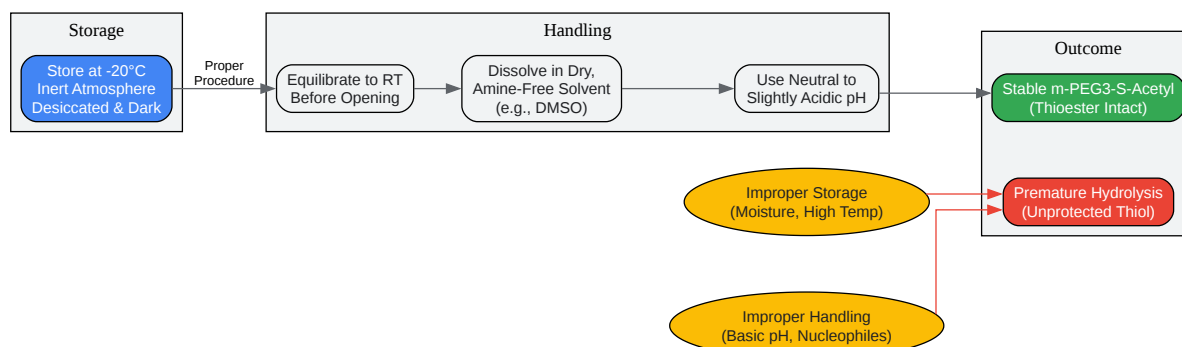 Storage
Store at -20°C
Inert Atmosphere
Desiccated & Dark
Proper
Procedure
Handling
Equilibrate to RT
Before Opening
Dissolve in Dry,
Amine-Free Solvent
(e.g., DMSO)
Use Neutral to
Slightly Acidic pH
Outcome
Stable m-PEG3-S-Acetyl
(Thioester Intact)
Improper Storage
(Moisture, High Temp)
Premature Hydrolysis
(Unprotected Thiol)
Improper Handling
(Basic pH, Nucleophiles)